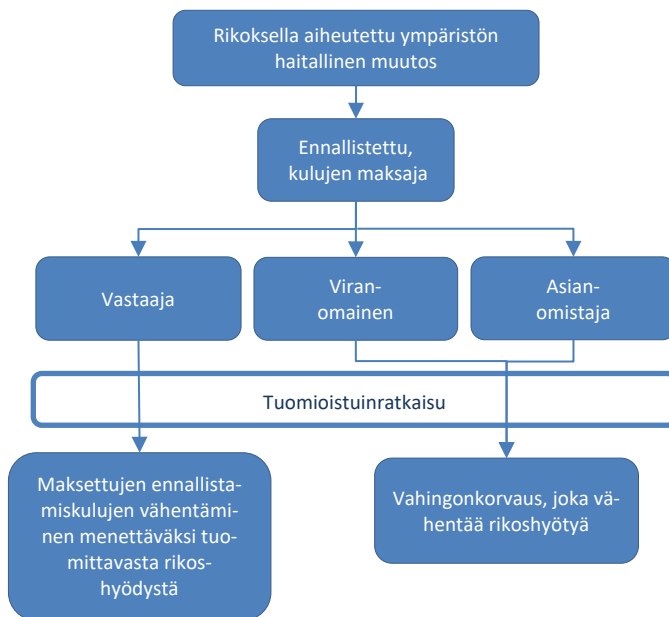 Rikoksella aiheutettu ympäristön
haitallinen muutos
Ennallistettu,
kulujen maksaja
Vastaaja
Viran-
omainen
Asian-
omistaja
Tuomioistuinratkaisu
Maksettujen ennallista-
miskulujen vähentämi-
nen menettäväksi tuo-
mittavasta rikos-
hyödystä
Vahingonkorvaus, joka vä-
hentää rikoshyötyä